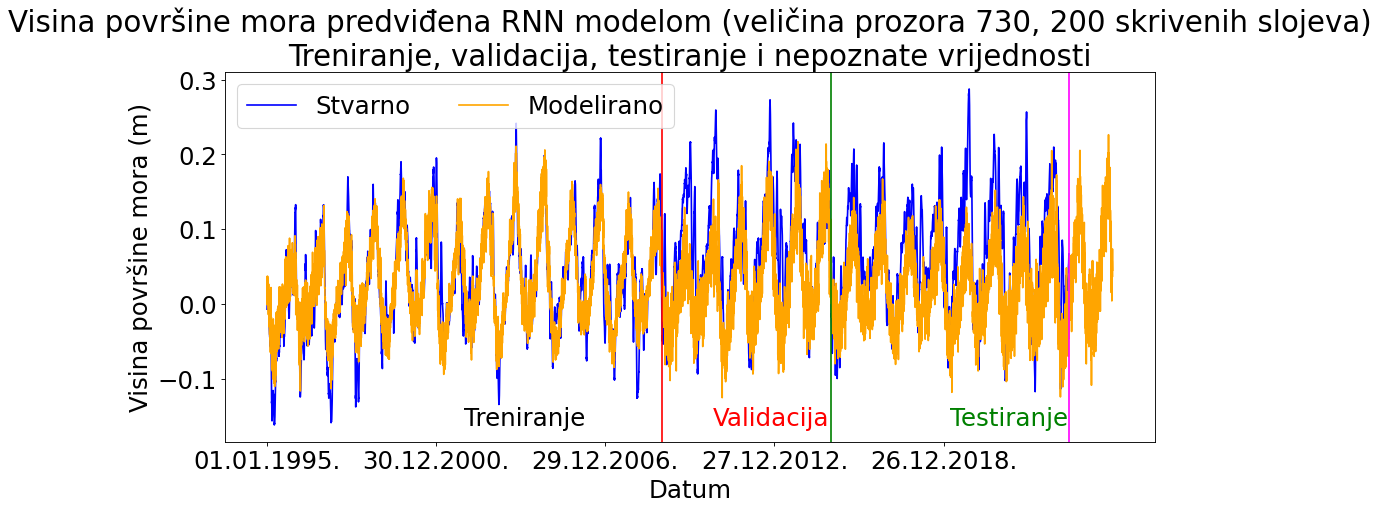 Visina površine mora predviđena RNN modelom (veličina prozora 730, 200 skrivenih slojeva)
Treniranje, validacija, testiranje i nepoznate vrijednosti
Stvarno
Modelirano
Visina površine mora (m)
0.3
0.2
0.1
0.0
−0.1
Treniranje
Validacija
Testiranje
01.01.1995.
30.12.2000.
29.12.2006.
27.12.2012.
26.12.2018.
Datum